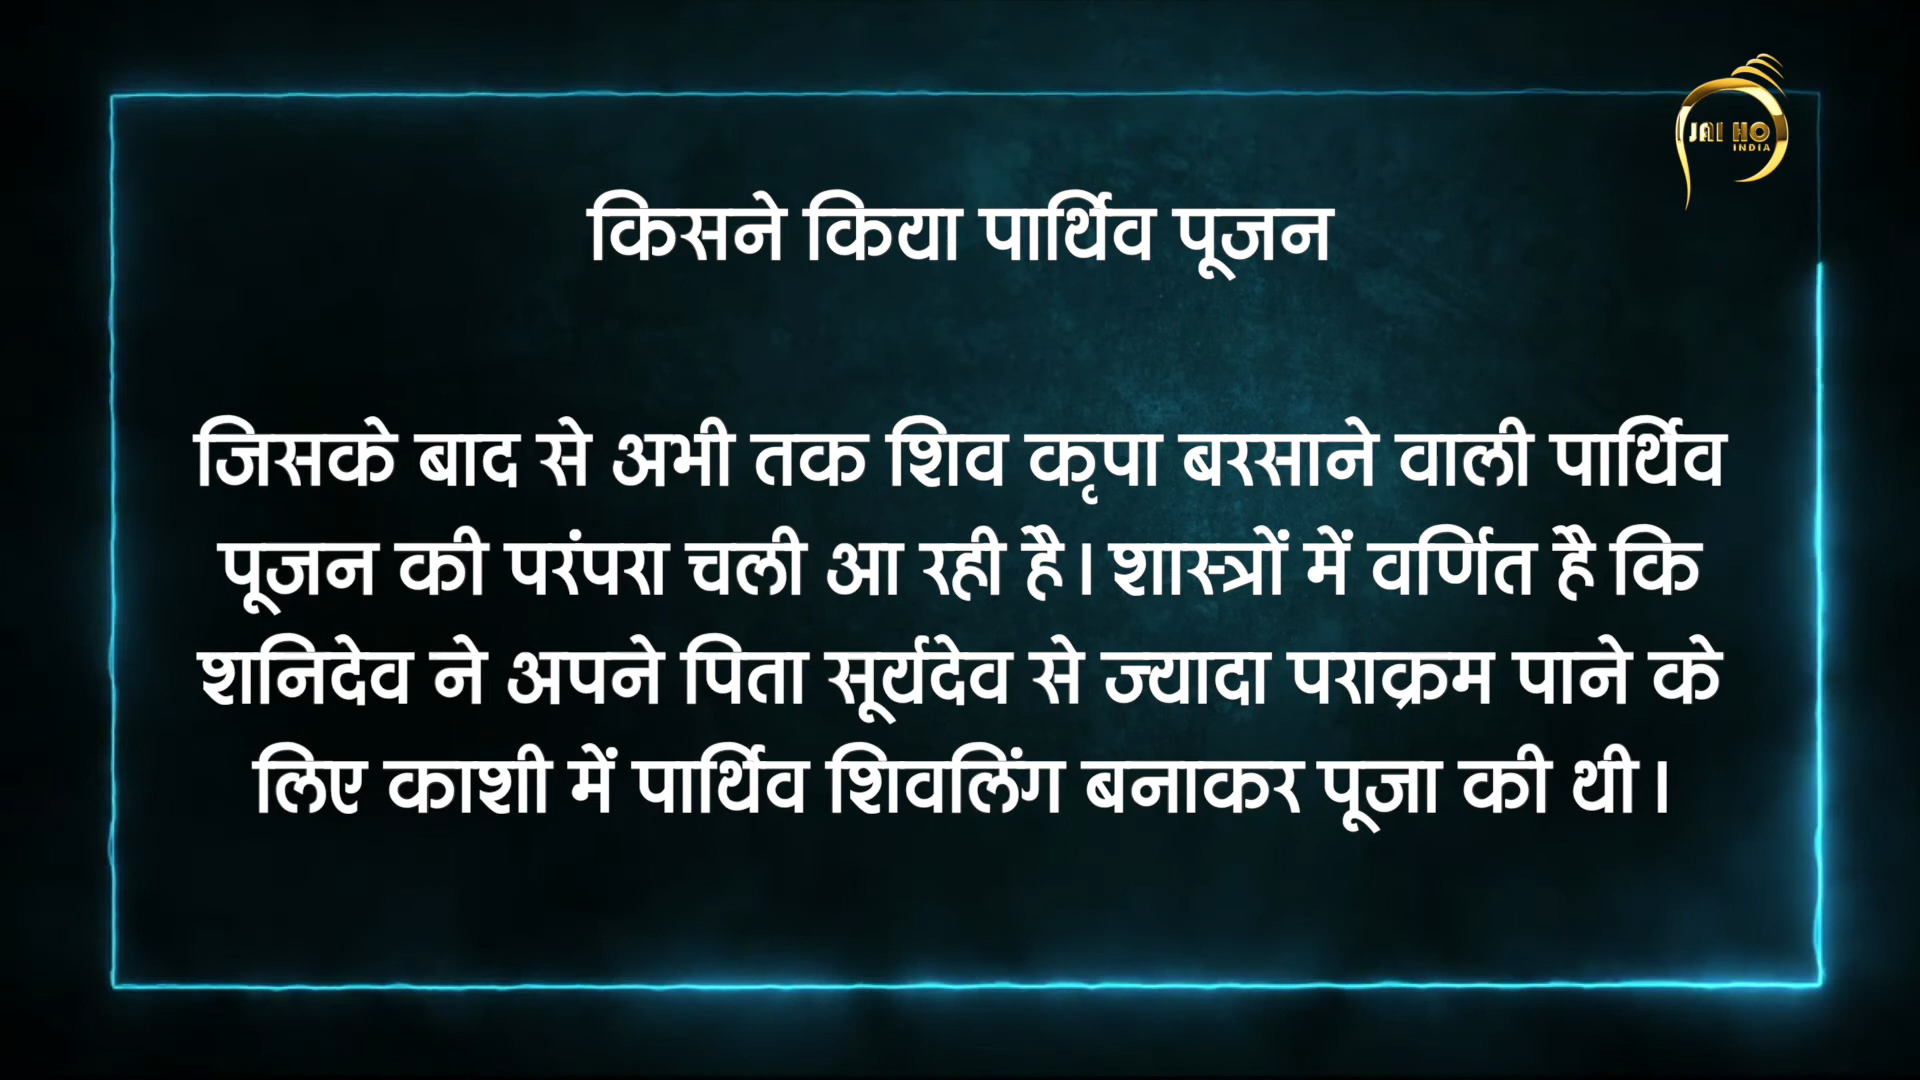 JAI HO
INDIA
किसने किया पार्थिव पूजन
जिसके बाद से अभी तक शिव कृपा बरसाने वाली पार्थिव
पूजन की परंपरा चली आ रही है। शास्त्रों में वर्णित है कि
शनिदेव ने अपने पिता सूर्यदेव से ज्यादा पराक्रम पाने के
लिए काशी में पार्थिव शिवलिंग बनाकर पूजा की थी।